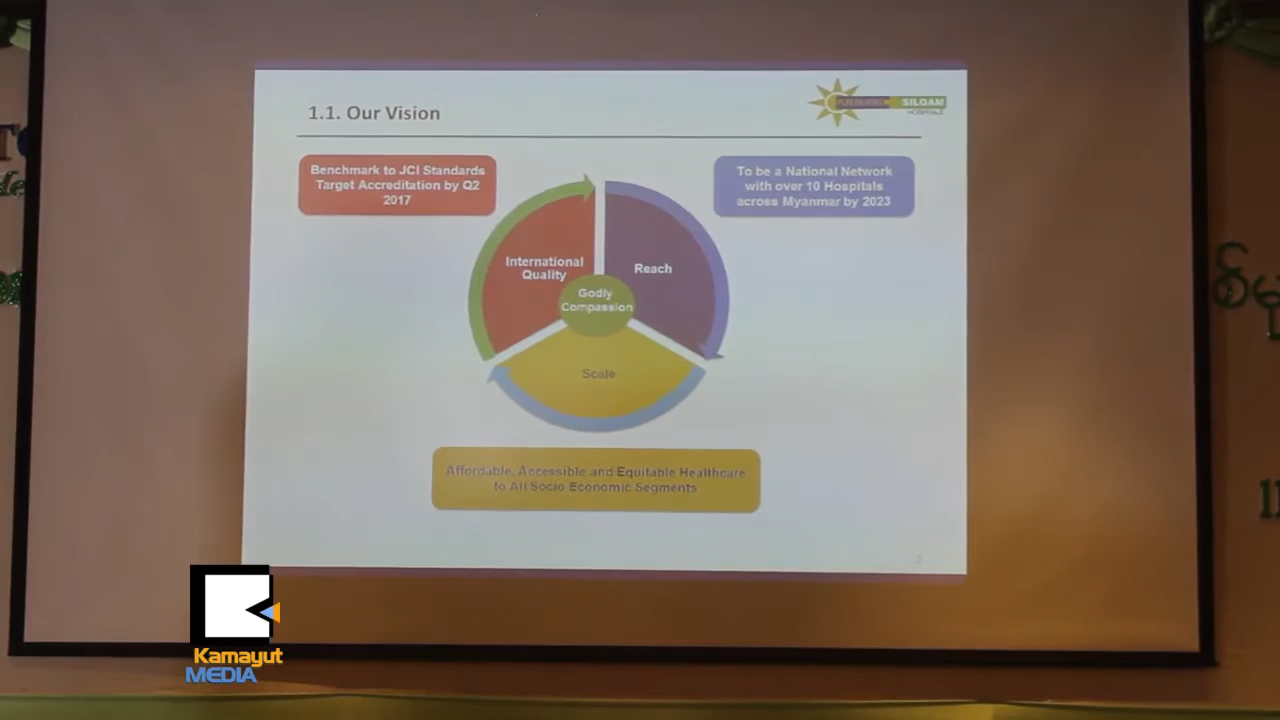 1.1. Our Vision
SILOAM
HOSPITALS
Benchmark to JCI Standards
Target Accreditation by Q2
2017
To be a National Network
with over 10 Hospitals
across Myanmar by 2023
International
Quality
Reach
Godly
Compassion
Scale
Affordable, Accessible and Equitable Healthcare
to All Socio Economic Segments
Kamayut
MEDIA